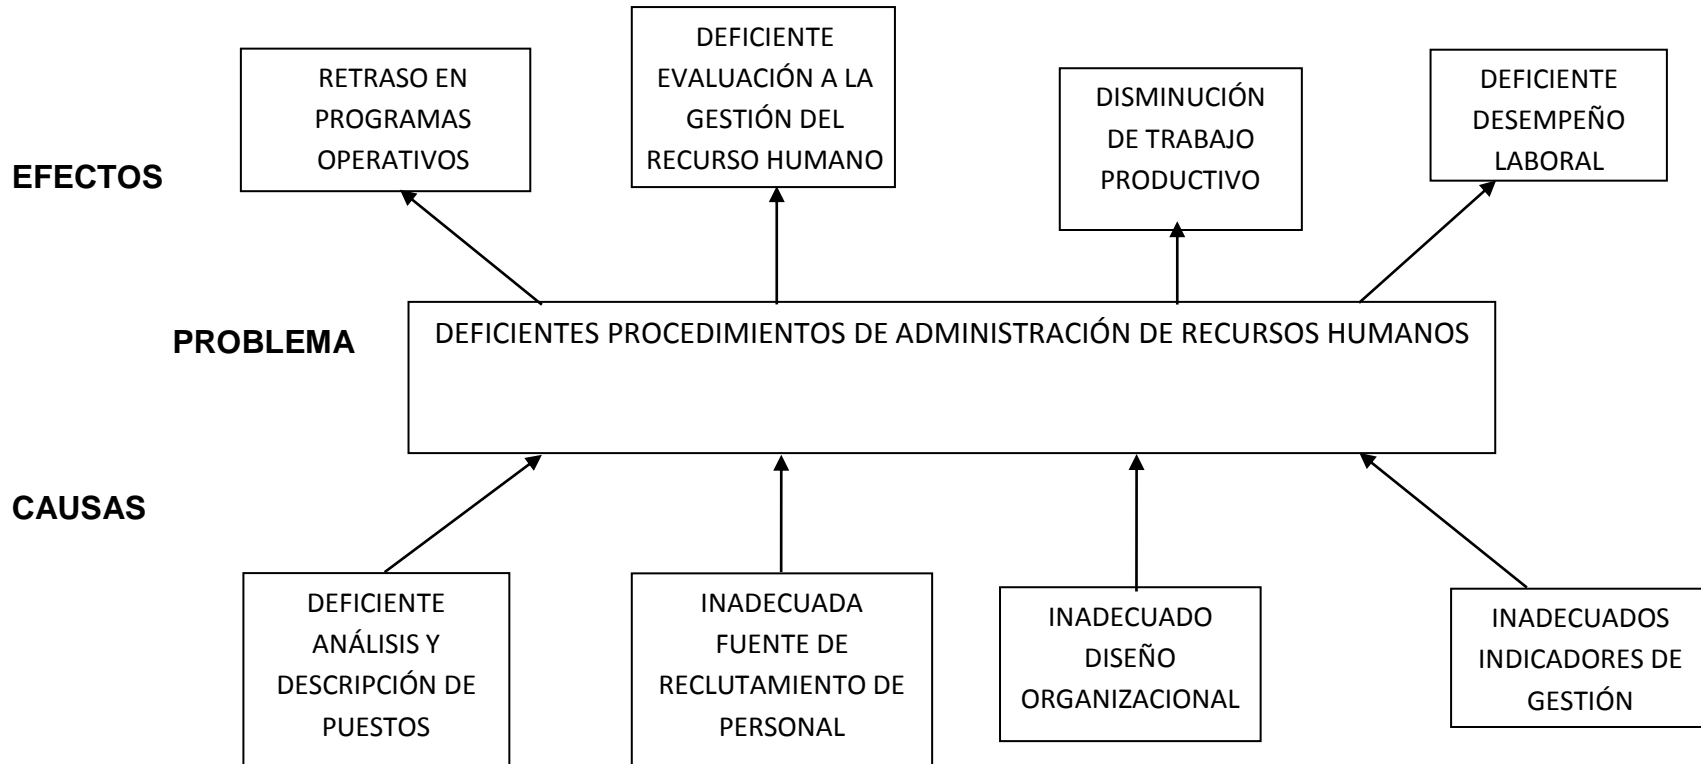 RETRASO EN
PROGRAMAS
OPERATIVOS
DEFICIENTE
EVALUACIÓN A LA
GESTIÓN DEL
RECURSO HUMANO
DISMINUCIÓN
DE TRABAJO
PRODUCTIVO
DEFICIENTE
DESEMPEÑO
LABORAL
EFECTOS
PROBLEMA
DEFICIENTES PROCEDIMIENTOS DE ADMINISTRACIÓN DE RECURSOS HUMANOS
CAUSAS
DEFICIENTE
ANÁLISIS Y
DESCRIPCIÓN DE
PUESTOS
INADECUADA
FUENTE DE
RECLUTAMIENTO DE
PERSONAL
INADECUADO
DISEÑO
ORGANIZACIONAL
INADECUADOS
INDICADORES DE
GESTIÓN